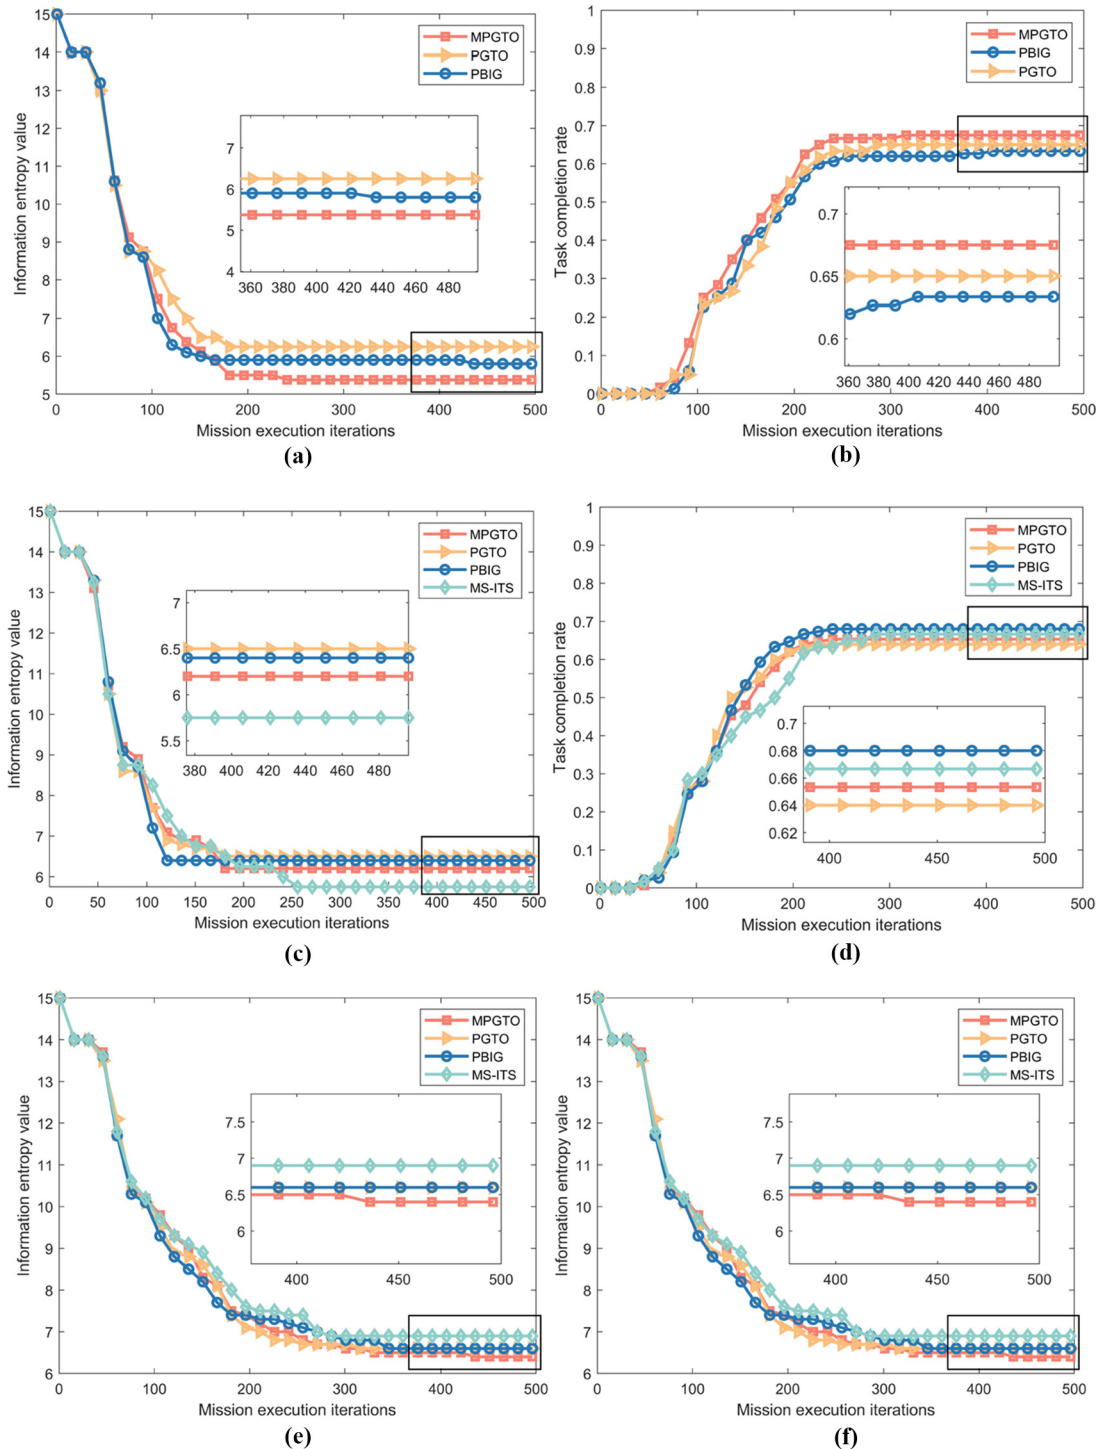 15
14
13
12
11
10
9
8
7
6
5
Information entropy value
MPGTO
PGTO
PBIG
7
6
5
4
360 380 400 420 440 460 480
0 100 200 300 400 500
Mission execution iterations
(a)
1
0.9
0.8
0.7
0.6
0.5
0.4
0.3
0.2
0.1
0
Task completion rate
MPGTO
PBIG
PGTO
0.7
0.65
0.6
360 380 400 420 440 460 480
0 100 200 300 400 500
Mission execution iterations
(b)
15
14
13
12
11
10
9
8
7
6
Information entropy value
MPGTO
PGTO
PBIG
MS-ITS
7
6.5
6
5.5
380 400 420 440 460 480
0 50 100 150 200 250 300 350 400 450 500
Mission execution iterations
(c)
1
0.9
0.8
0.7
0.6
0.5
0.4
0.3
0.2
0.1
0
Task completion rate
MPGTO
PGTO
PBIG
MS-ITS
0.7
0.68
0.66
0.64
0.62
400 450 500
0 100 200 300 400 500
Mission execution iterations
(d)
15
14
13
12
11
10
9
8
7
6
Information entropy value
MPGTO
PGTO
PBIG
MS-ITS
7.5
7
6.5
6
400 450 500
0 100 200 300 400 500
Mission execution iterations
(e)
15
14
13
12
11
10
9
8
7
6
Information entropy value
MPGTO
PGTO
PBIG
MS-ITS
7.5
7
6.5
6
400 450 500
0 100 200 300 400 500
Mission execution iterations
(f)